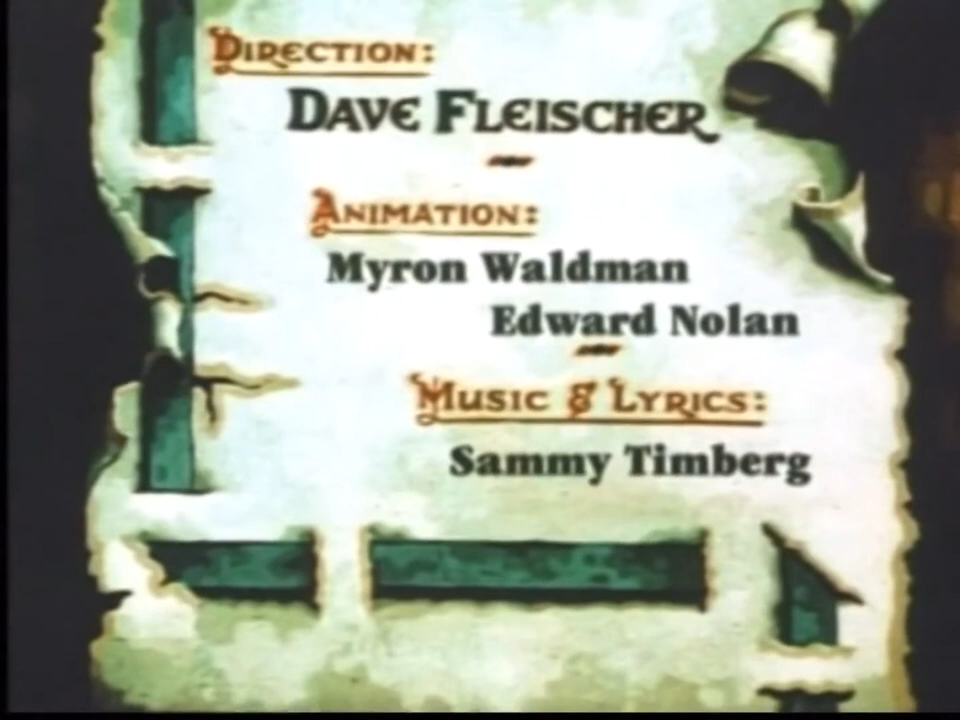 DIRECTION:
DAVE FLEISCHER
ANIMATION:
Myron Waldman
Edward Nolan
MUSIC & LYRICS:
Sammy Timberg